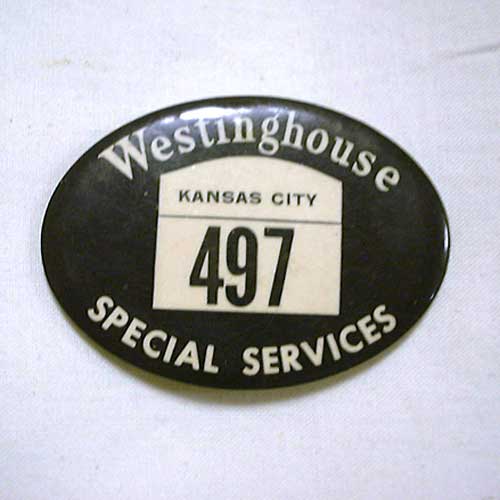 Westinghouse
KANSAS CITY
497
SPECIAL SERVICES